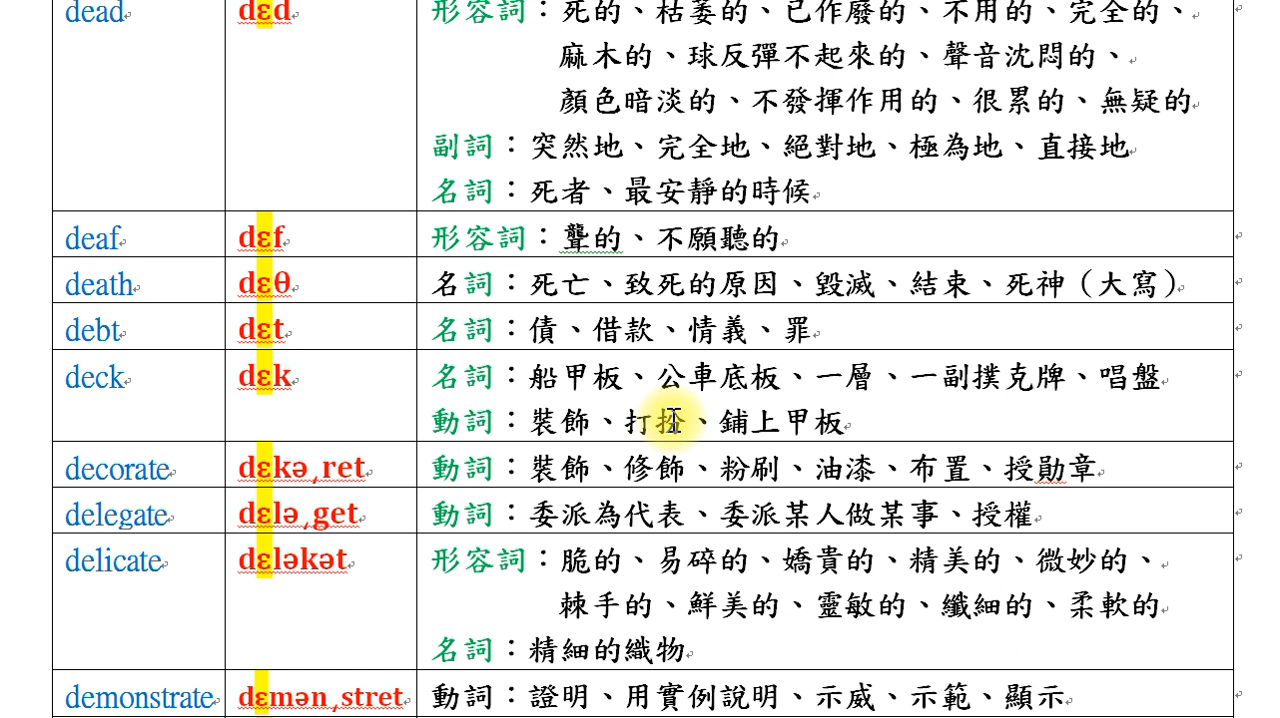 dead dɛd 形容詞：死的、枯萎的、已作廢的、不用的、完全的、
麻木的、球反彈不起來的、聲音沈悶的、
顏色暗淡的、不發揮作用的、很累的、無疑的
副詞：突然地、完全地、絕對地、極為地、直接地
名詞：死者、最安靜的時候
deaf dɛf 形容詞：聾的、不願聽的
death dɛθ 名詞：死亡、致死的原因、毀滅、結束、死神（大寫）
debt dɛt 名詞：債、借款、情義、罪
deck dɛk 名詞：船甲板、公車底板、一層、一副撲克牌、唱盤
動詞：裝飾、打扮、鋪上甲板
decorate dɛkəˌret 動詞：裝飾、修飾、粉刷、油漆、布置、授勛章
delegate dɛləˌget 動詞：委派為代表、委派某人做某事、授權
delicate dɛləkət 形容詞：脆的、易碎的、嬌貴的、精美的、微妙的、
棘手的、鮮美的、靈敏的、纖細的、柔軟的
名詞：精細的織物
demonstrate dɛmənˌstret 動詞：證明、用實例說明、示威、示範、顯示